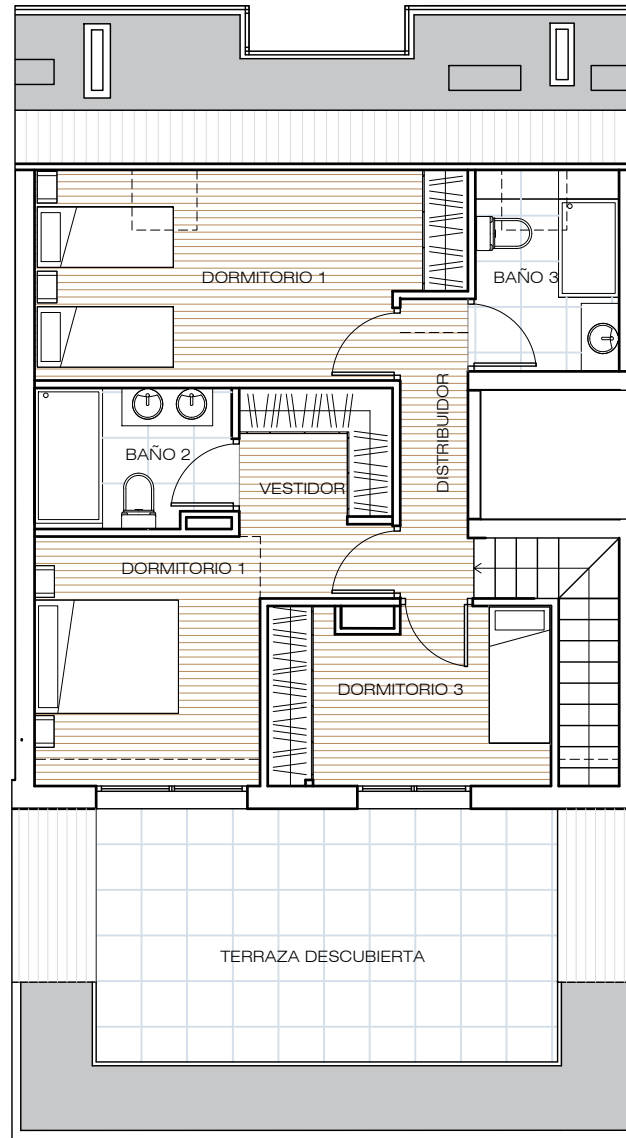 DORMITORIO 1
BAÑO 3
DISTRIBUIDOR
BAÑO 2
VESTIDOR
DORMITORIO 1
DORMITORIO 3
TERRAZA DESCUBIERTA